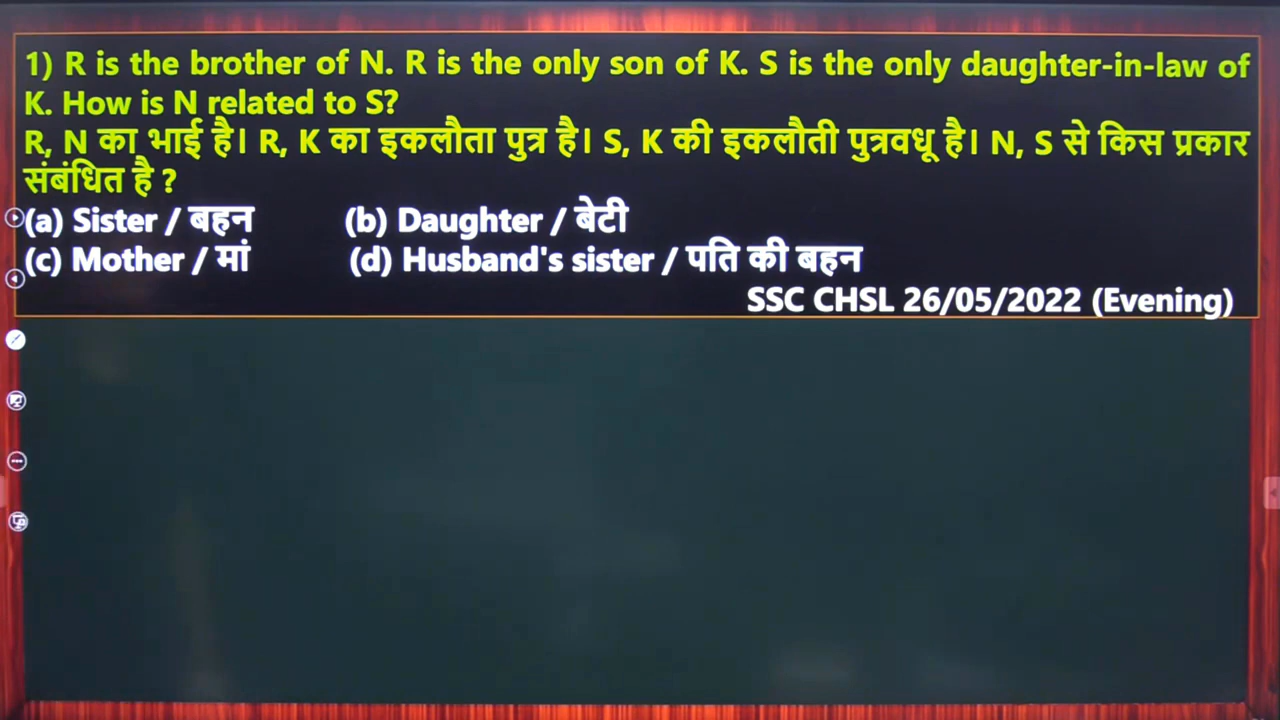 1) R is the brother of N. R is the only son of K. S is the only daughter-in-law of
K. How is N related to S?
R, N का भाई है। R, K का इकलौता पुत्र है। S, K की इकलौती पुत्रवधू है। N, S से किस प्रकार
संबंधित है ?
(a) Sister / बहन (b) Daughter / बेटी
(c) Mother / मां (d) Husband's sister / पति की बहन
SSC CHSL 26/05/2022 (Evening)